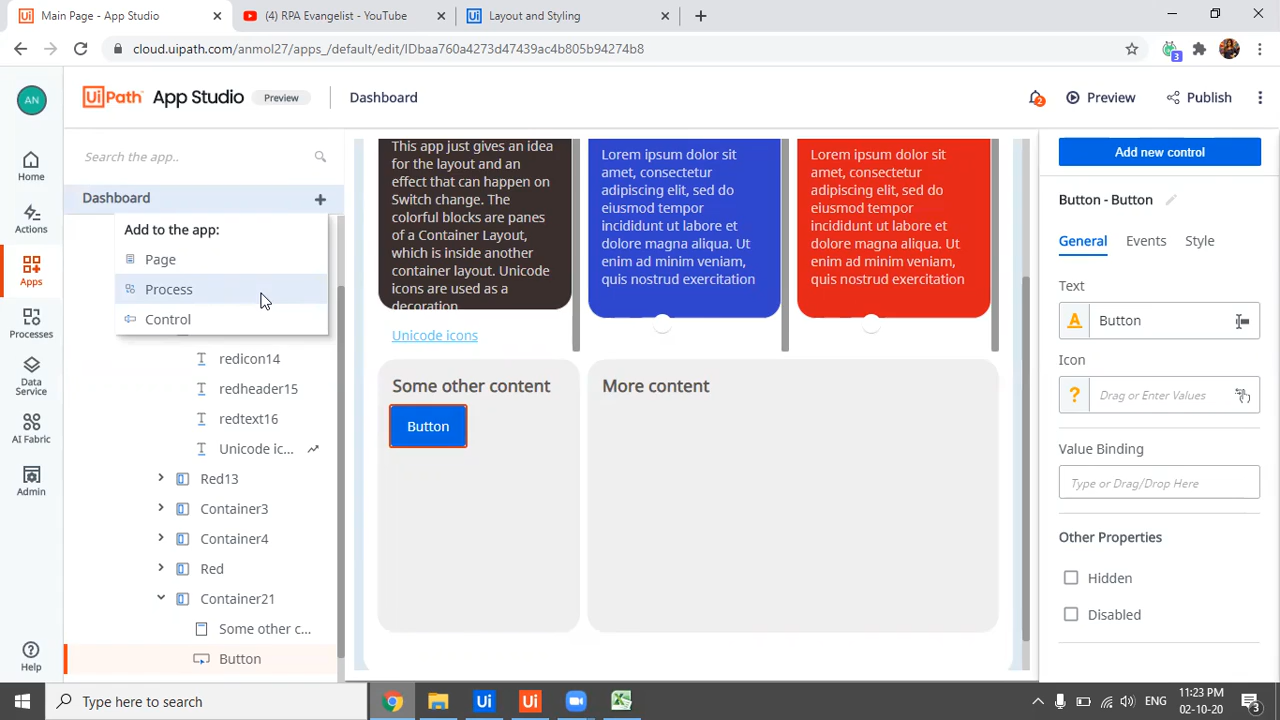 Main Page - App Studio
(4) RPA Evangelist - YouTube
Layout and Styling
cloud.uipath.com/anmol27/apps_/default/edit/IDbaa760a4273d47439ac4b805b94274b8
3
AN
UiPath App Studio
Preview
Dashboard
2
Preview
Publish
Home
Actions
Apps
Processes
Data
Service
AI Fabric
Admin
Help
Search the app..
Dashboard
Add to the app:
Page
Process
Control
redicon14
redheader15
redtext16
Unicode ic...
Red13
Container3
Container4
Red
Container21
Some other c...
Button
This app just gives an idea
for the layout and an
effect that can happen on
Switch change. The
colorful blocks are panes
of a Container Layout,
which is inside another
container layout. Unicode
icons are used as a
decoration
Unicode icons
Lorem ipsum dolor sit
amet, consectetur
adipiscing elit, sed do
eiusmod tempor
incididunt ut labore et
dolore magna aliqua. Ut
enim ad minim veniam,
quis nostrud exercitation
Lorem ipsum dolor sit
amet, consectetur
adipiscing elit, sed do
eiusmod tempor
incididunt ut labore et
dolore magna aliqua. Ut
enim ad minim veniam,
quis nostrud exercitation
Some other content
Button
More content
Add new control
Button - Button
General
Events
Style
Text
A
Button
Icon
?
Drag or Enter Values
Value Binding
Type or Drag/Drop Here
Other Properties
Hidden
Disabled
Type here to search
Ui
Ui
ENG
11:23 PM
02-10-20
3